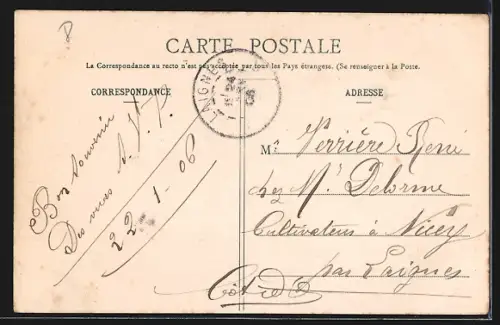 CARTE POSTALE
La Correspondance au recto n'est pas acceptée par tous les Pays étrangers. (Se renseigner à la Poste.
CORRESPONDANCE
ADRESSE
LAIGNES
Bon Souvenir
Des vues
22-1-06
Mr Verrière René
chez Mr Delorme
Cultivateur à Nicey
par Laignes
Côte d'